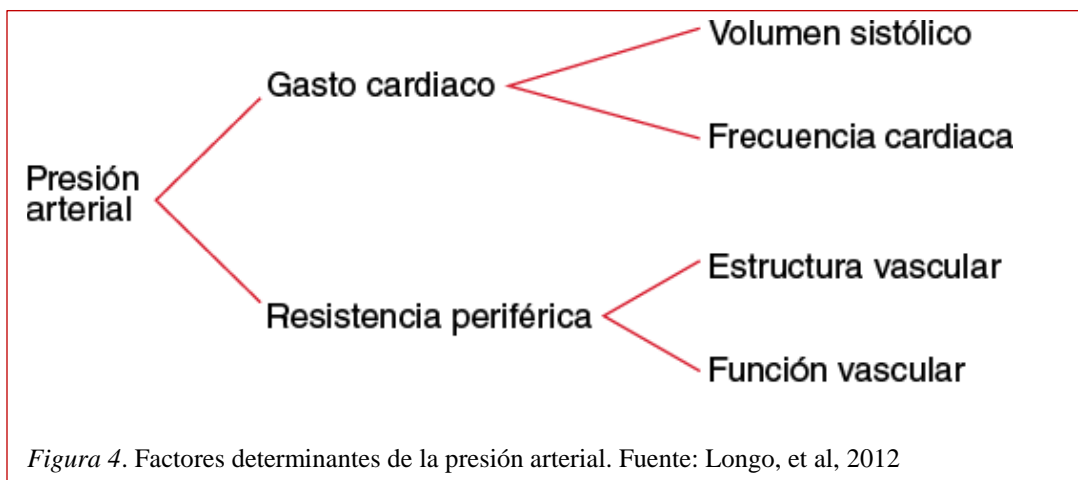 Presión
arterial
Gasto cardiaco
Volumen sistólico
Frecuencia cardiaca
Resistencia periférica
Estructura vascular
Función vascular
Figura 4. Factores determinantes de la presión arterial. Fuente: Longo, et al, 2012